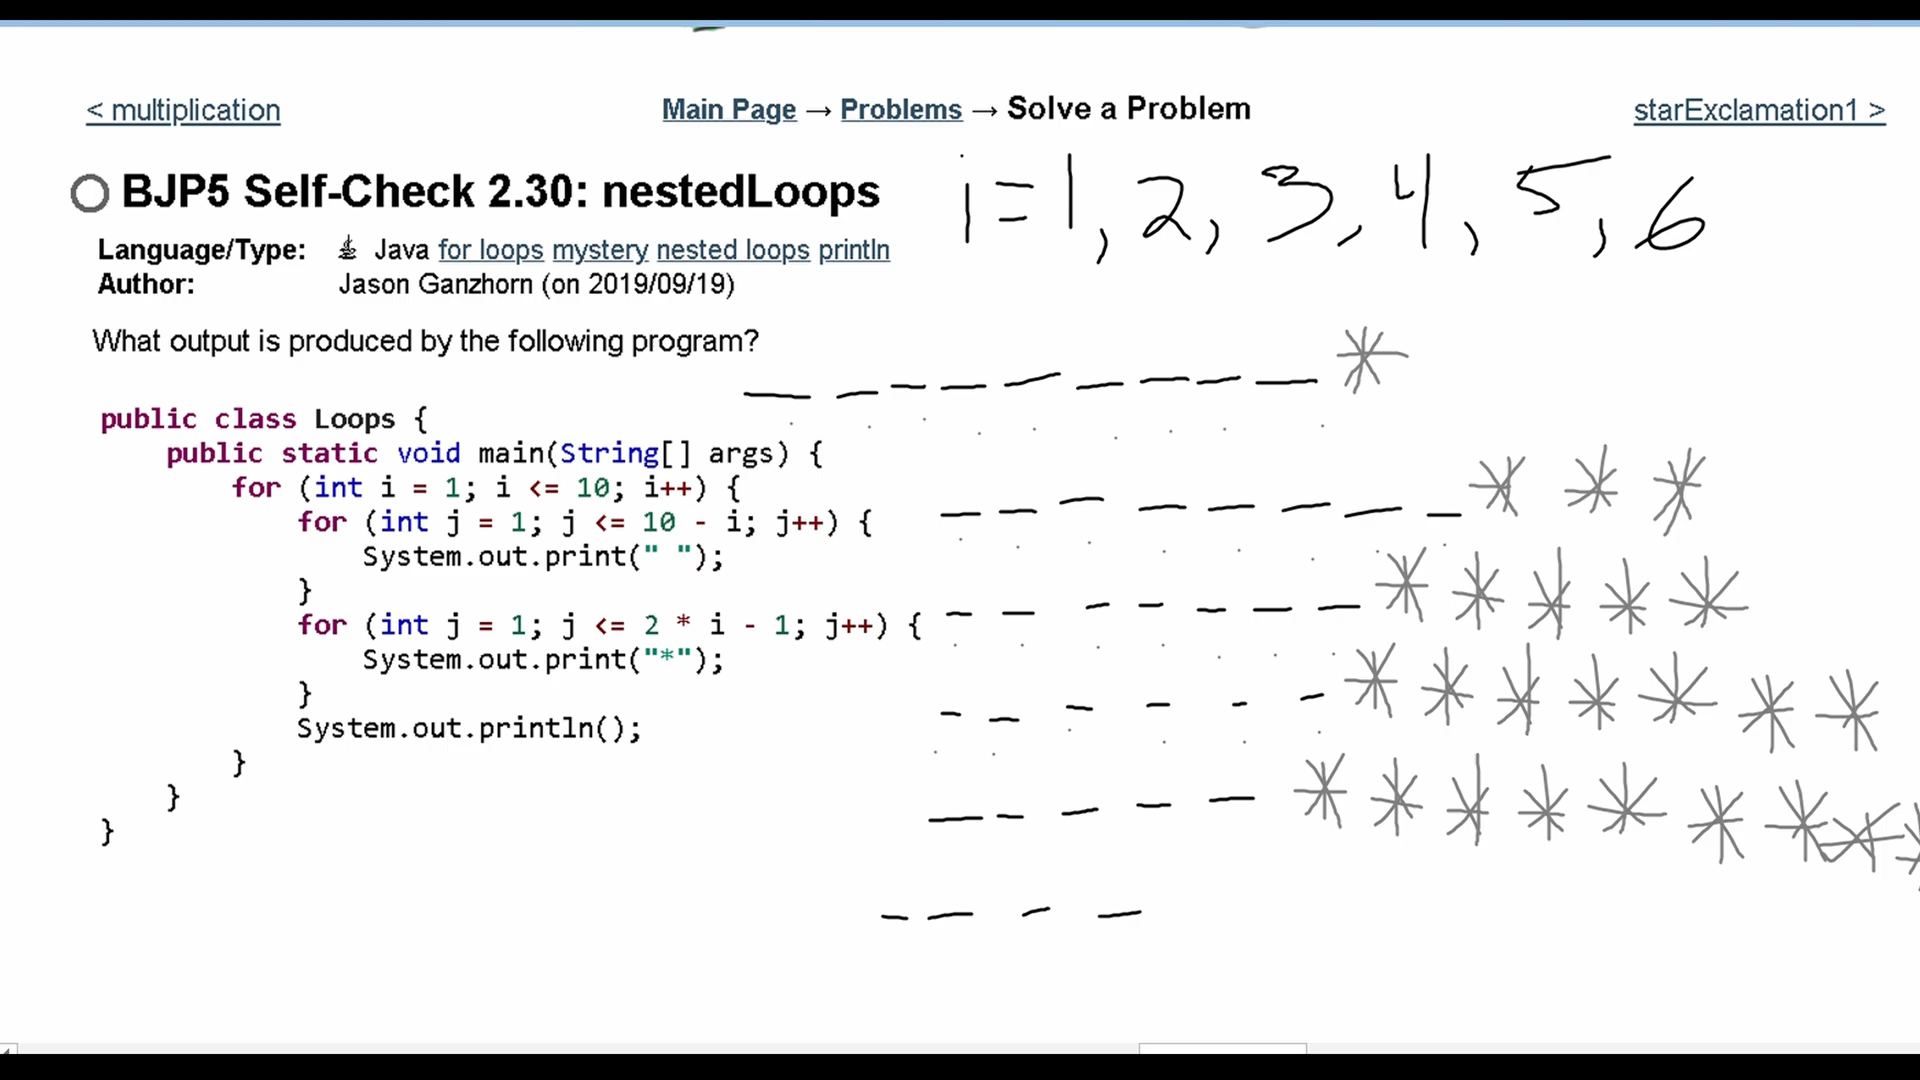 < multiplication
Main Page → Problems → Solve a Problem
starExclamation1 >
BJP5 Self-Check 2.30: nestedLoops
i = 1, 2, 3, 4, 5, 6
Language/Type: Java for loops mystery nested loops println
Author: Jason Ganzhorn (on 2019/09/19)
What output is produced by the following program?
public class Loops {
    public static void main(String[] args) {
        for (int i = 1; i <= 10; i++) {
            for (int j = 1; j <= 10 - i; j++) {
                System.out.print(" ");
            }
            for (int j = 1; j <= 2 * i - 1; j++) {
                System.out.print("*");
            }
            System.out.println();
        }
    }
}
_ _ _ _ _ _ _ _ _ *
_ _ _ _ _ _ _ _ * * *
_ _ _ _ _ _ _ * * * * *
_ _ _ _ _ _ * * * * * * *
_ _ _ _ _ * * * * * * * * *
_ _ _ _